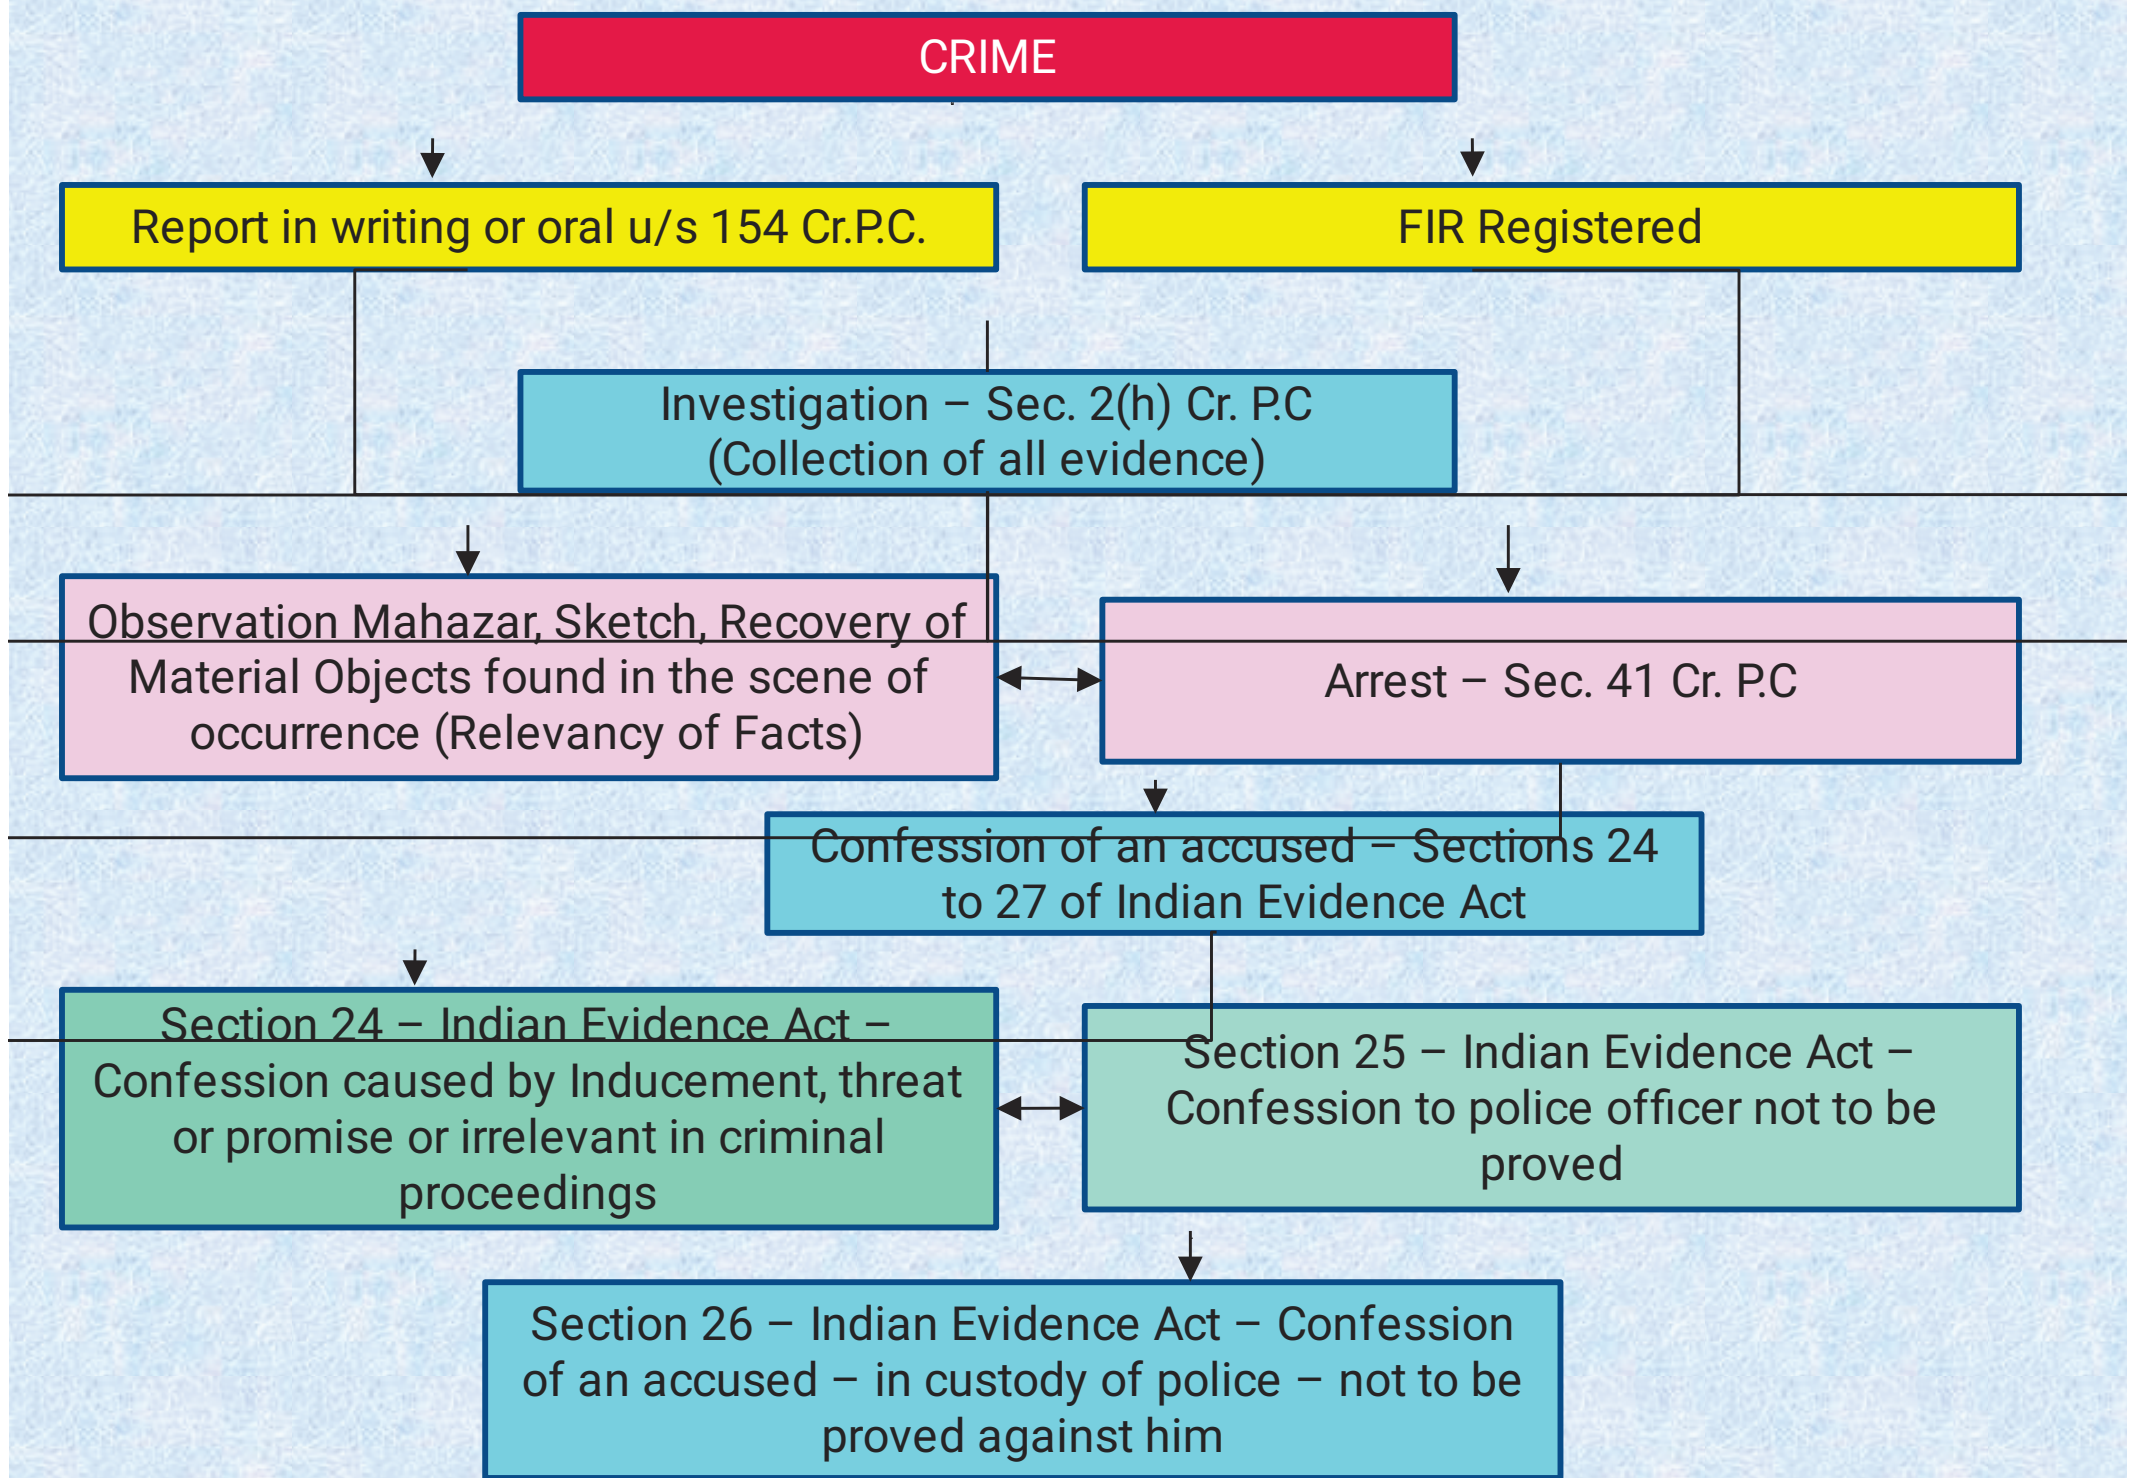 CRIME
Report in writing or oral u/s 154 Cr.P.C.
FIR Registered
Investigation – Sec. 2(h) Cr. P.C
(Collection of all evidence)
Observation Mahazar, Sketch, Recovery of
Material Objects found in the scene of
occurrence (Relevancy of Facts)
Arrest – Sec. 41 Cr. P.C
Confession of an accused – Sections 24
to 27 of Indian Evidence Act
Section 24 – Indian Evidence Act –
Confession caused by Inducement, threat
or promise or irrelevant in criminal
proceedings
Section 25 – Indian Evidence Act –
Confession to police officer not to be
proved
Section 26 – Indian Evidence Act – Confession
of an accused – in custody of police – not to be
proved against him